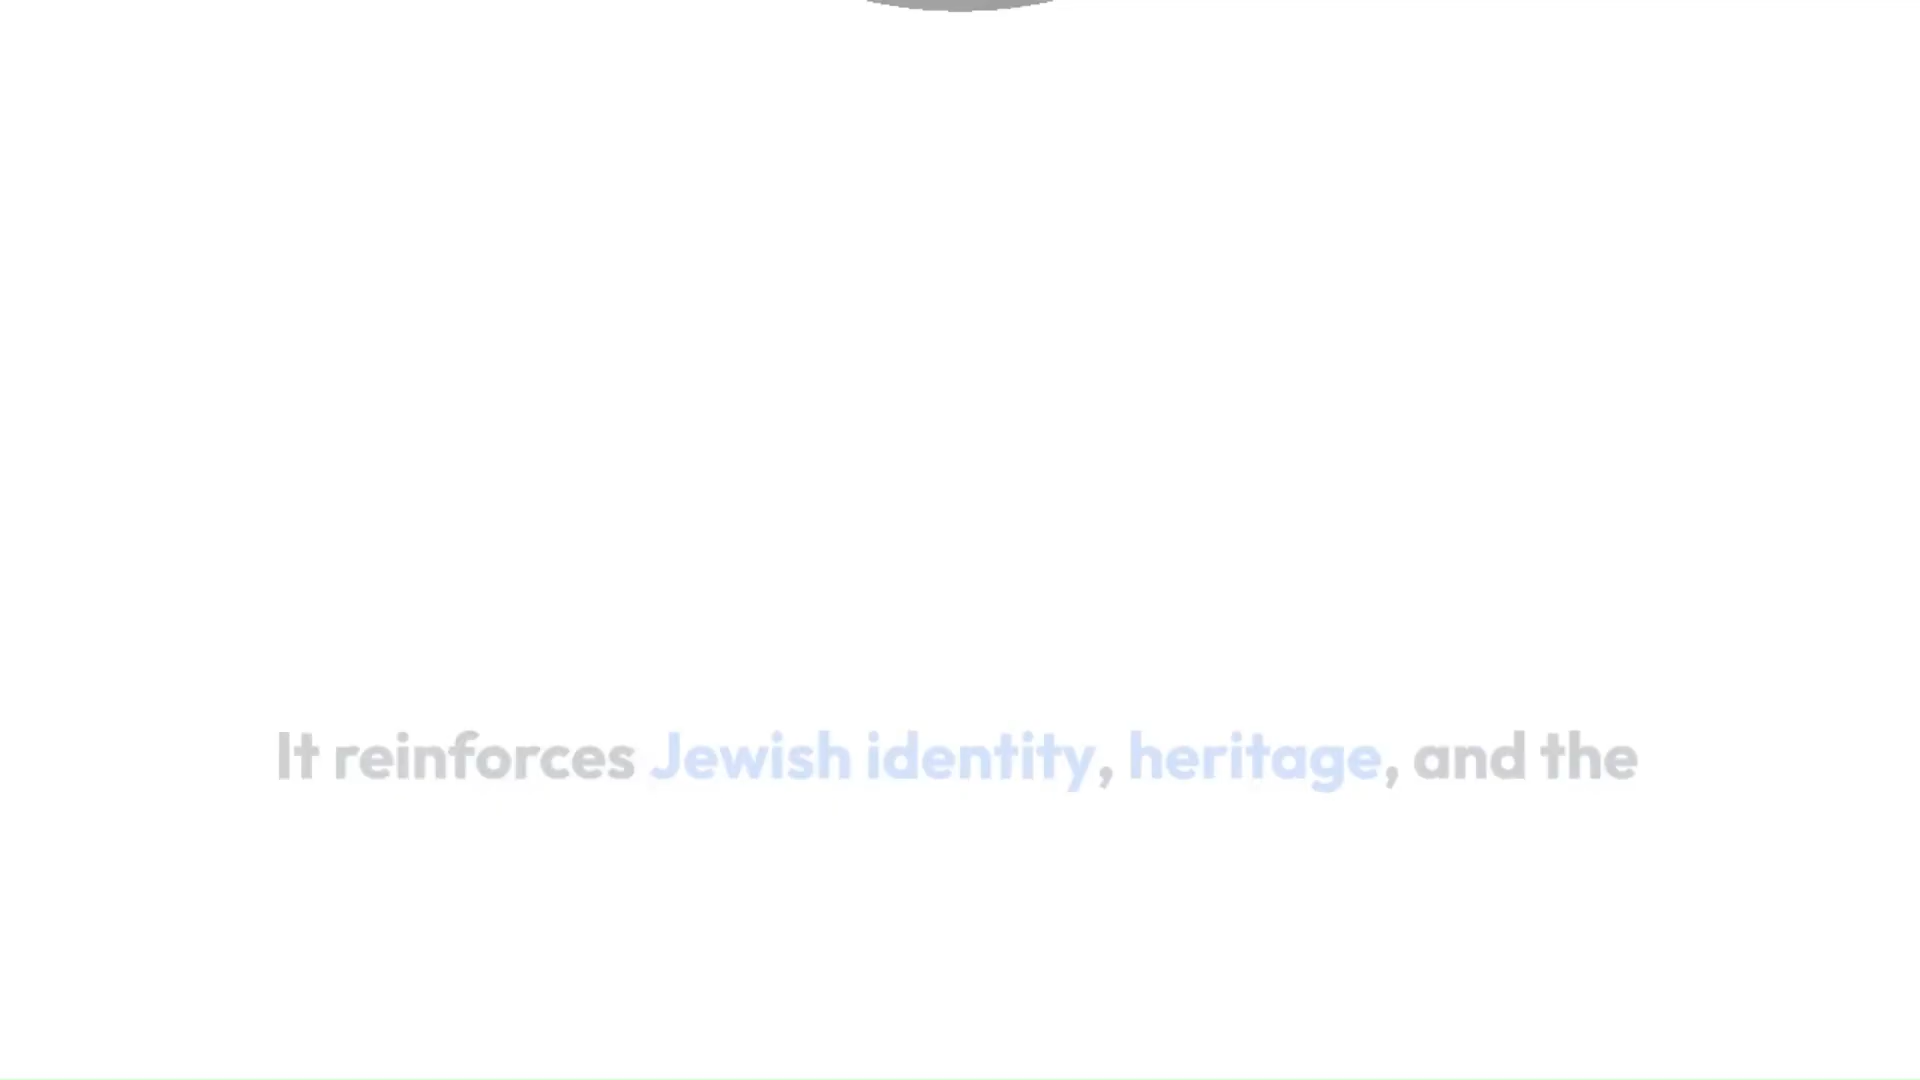 It reinforces Jewish identity, heritage, and the